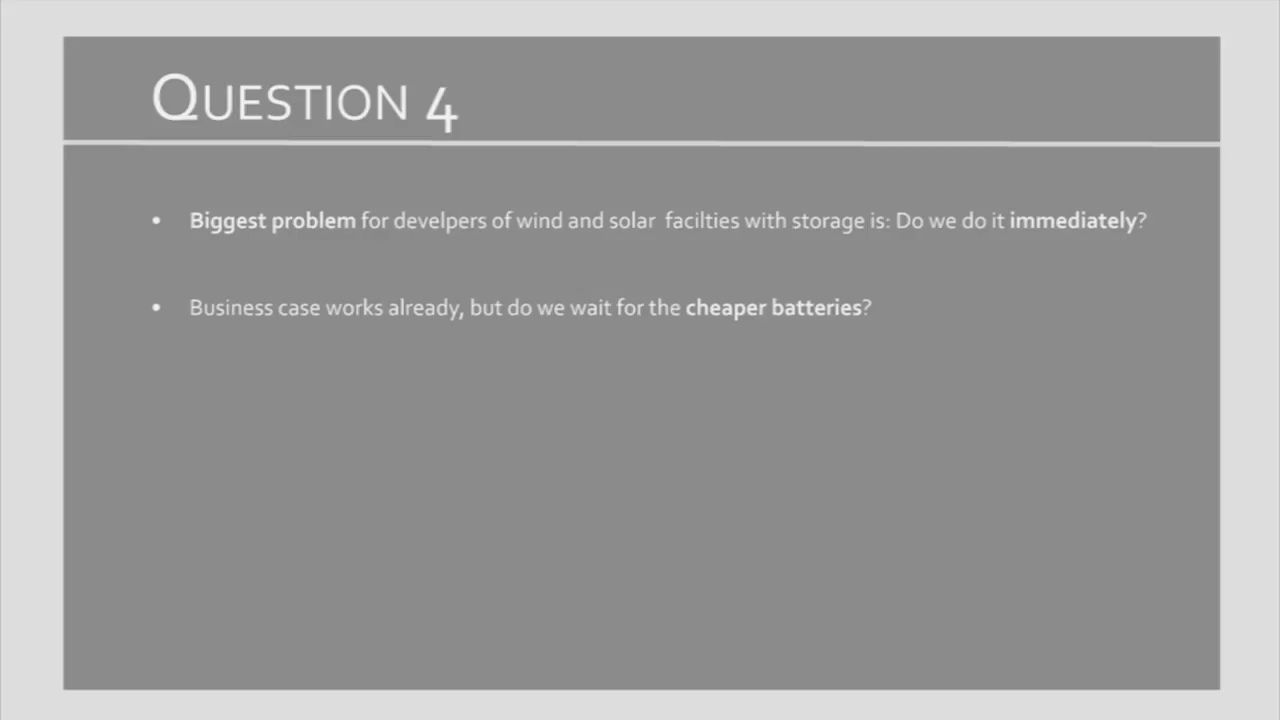 QUESTION 4
• Biggest problem for develpers of wind and solar facilties with storage is: Do we do it immediately?
• Business case works already, but do we wait for the cheaper batteries?